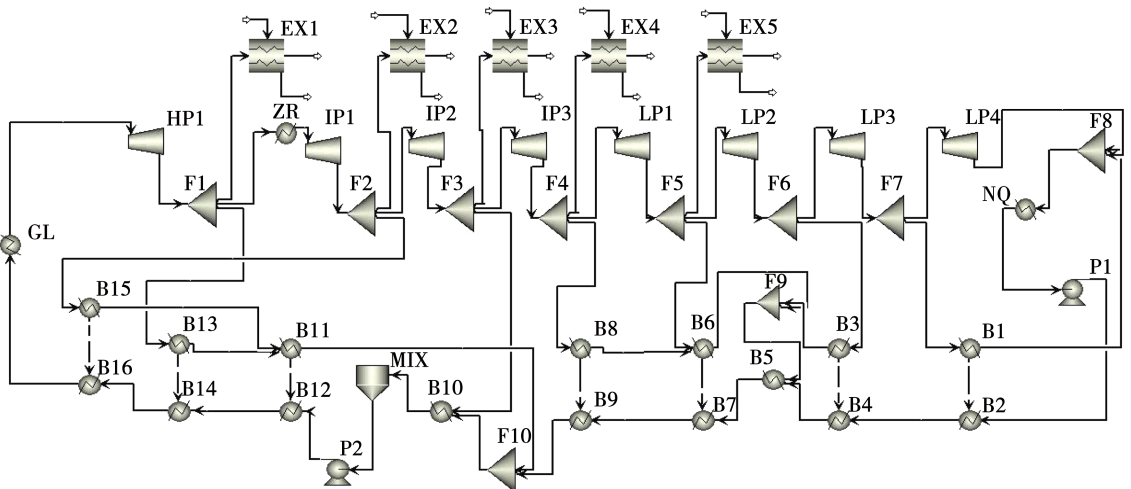 EX1
EX2
EX3
EX4
EX5
HP1
ZR
IP1
IP2
IP3
LP1
LP2
LP3
LP4
F8
F1
F2
F3
F4
F5
F6
F7
NQ
GL
P1
B15
B13
B11
B8
B6
F9
B3
B1
B16
B14
B12
MIX
B10
B9
B7
B5
B4
B2
P2
F10